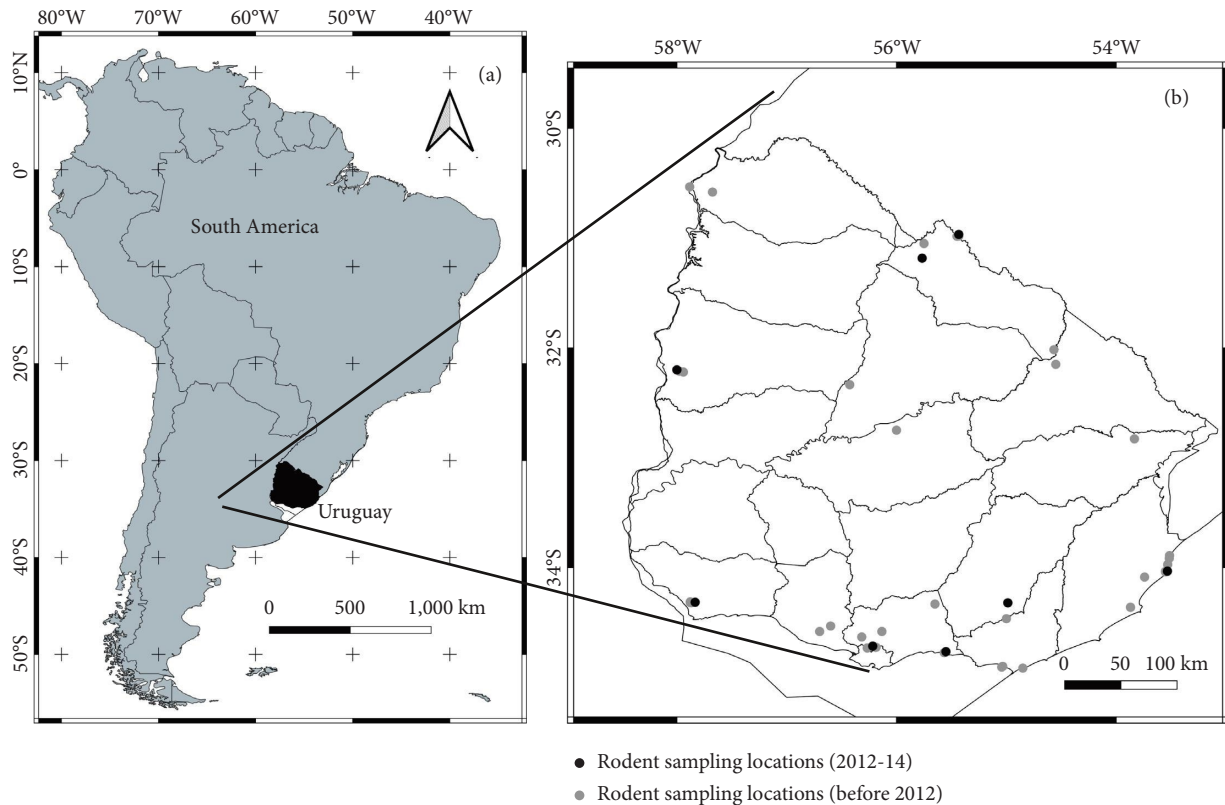 80°W 70°W 60°W 50°W 40°W
10°N
0°
10°S
20°S
30°S
40°S
50°S
(a)
South America
Uruguay
0 500 1,000 km
58°W 56°W 54°W
30°S
32°S
34°S
(b)
0 50 100 km
Rodent sampling locations (2012-14)
Rodent sampling locations (before 2012)